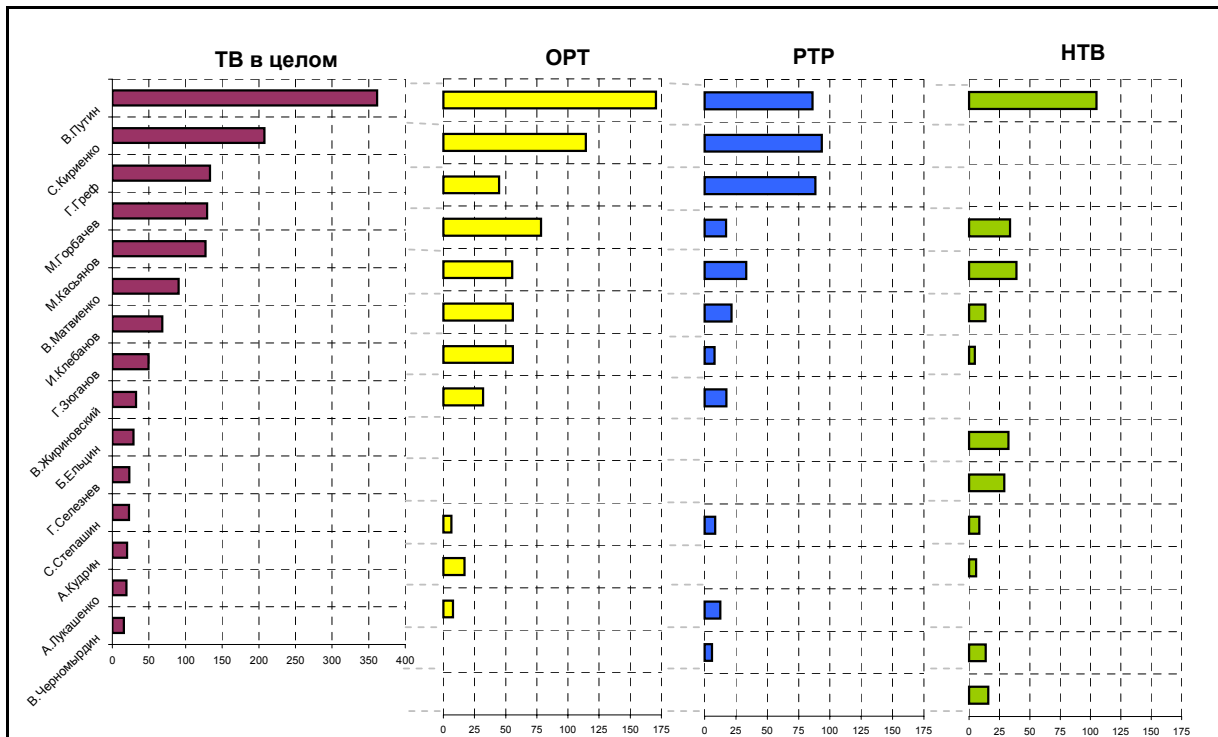 ТВ в целом
ОРТ
РТР
НТВ
В.Путин
С.Кириенко
Г.Греф
М.Горбачев
М.Касьянов
В.Матвиенко
И.Клебанов
Г.Зюганов
В.Жириновский
Б.Ельцин
Г.Селезнев
С.Степашин
А.Кудрин
А.Лукашенко
В.Черномырдин
0 50 100 150 200 250 300 350 400
0 25 50 75 100 125 150 175
0 25 50 75 100 125 150 175
0 25 50 75 100 125 150 175